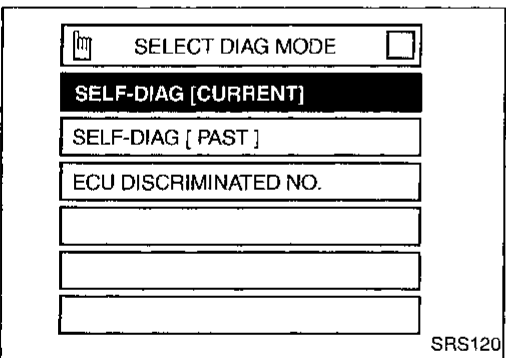 SELECT DIAG MODE
SELF-DIAG [CURRENT]
SELF-DIAG [ PAST ]
ECU DISCRIMINATED NO.
SRS120